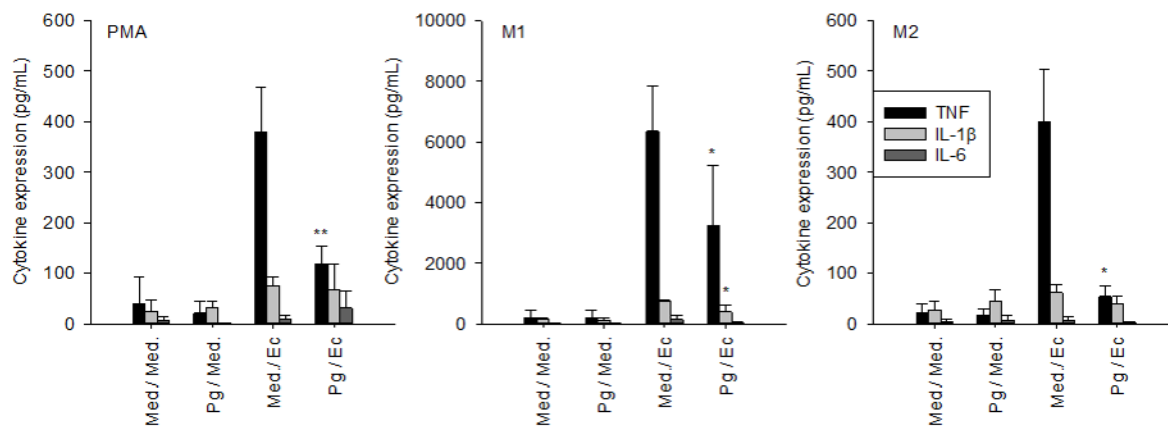 PMA
Cytokine expression (pg/mL)
600
500
400
300
200
100
0
**
Med./ Med.
Pg / Med.
Med./ Ec
Pg / Ec
M1
Cytokine expression (pg/mL)
10000
8000
6000
4000
2000
0
*
*
Med./ Med.
Pg / Med.
Med./ Ec
Pg / Ec
M2
Cytokine expression (pg/mL)
600
500
400
300
200
100
0
TNF
IL-1β
IL-6
*
Med./ Med.
Pg / Med.
Med./ Ec
Pg / Ec